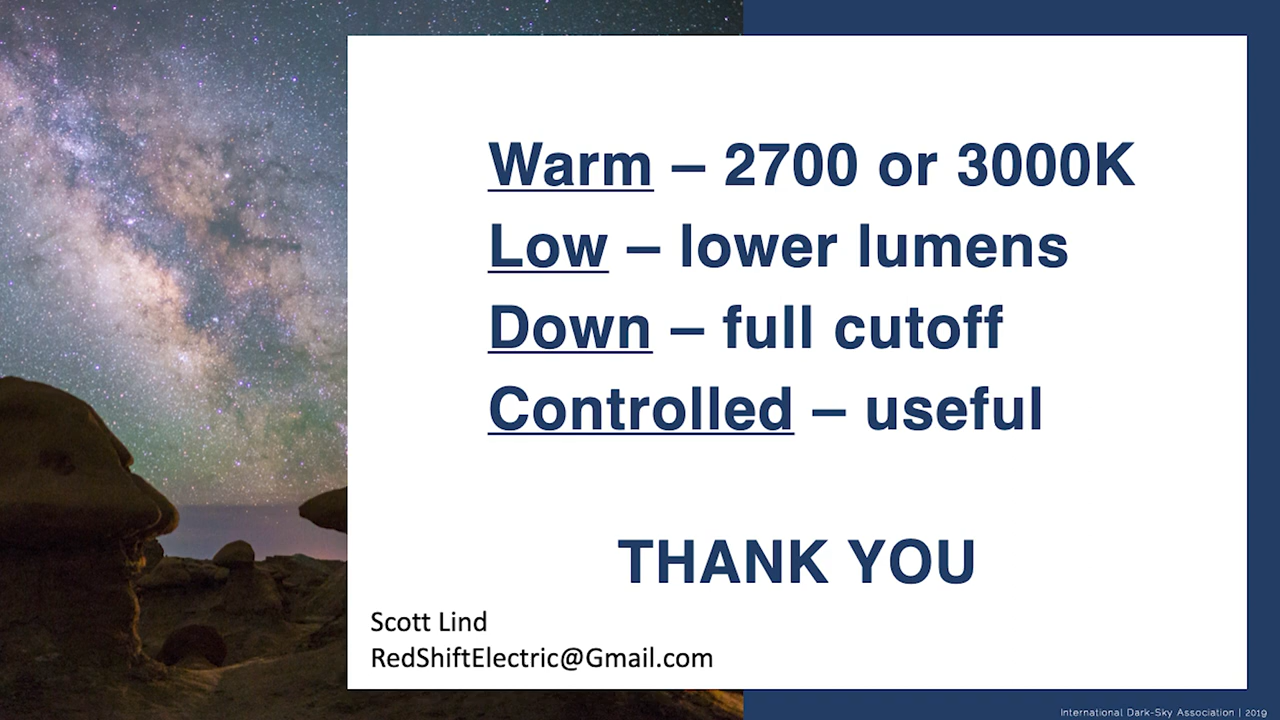 Warm – 2700 or 3000K
Low – lower lumens
Down – full cutoff
Controlled – useful
THANK YOU
Scott Lind
RedShiftElectric@Gmail.com
International Dark-Sky Association | 2019